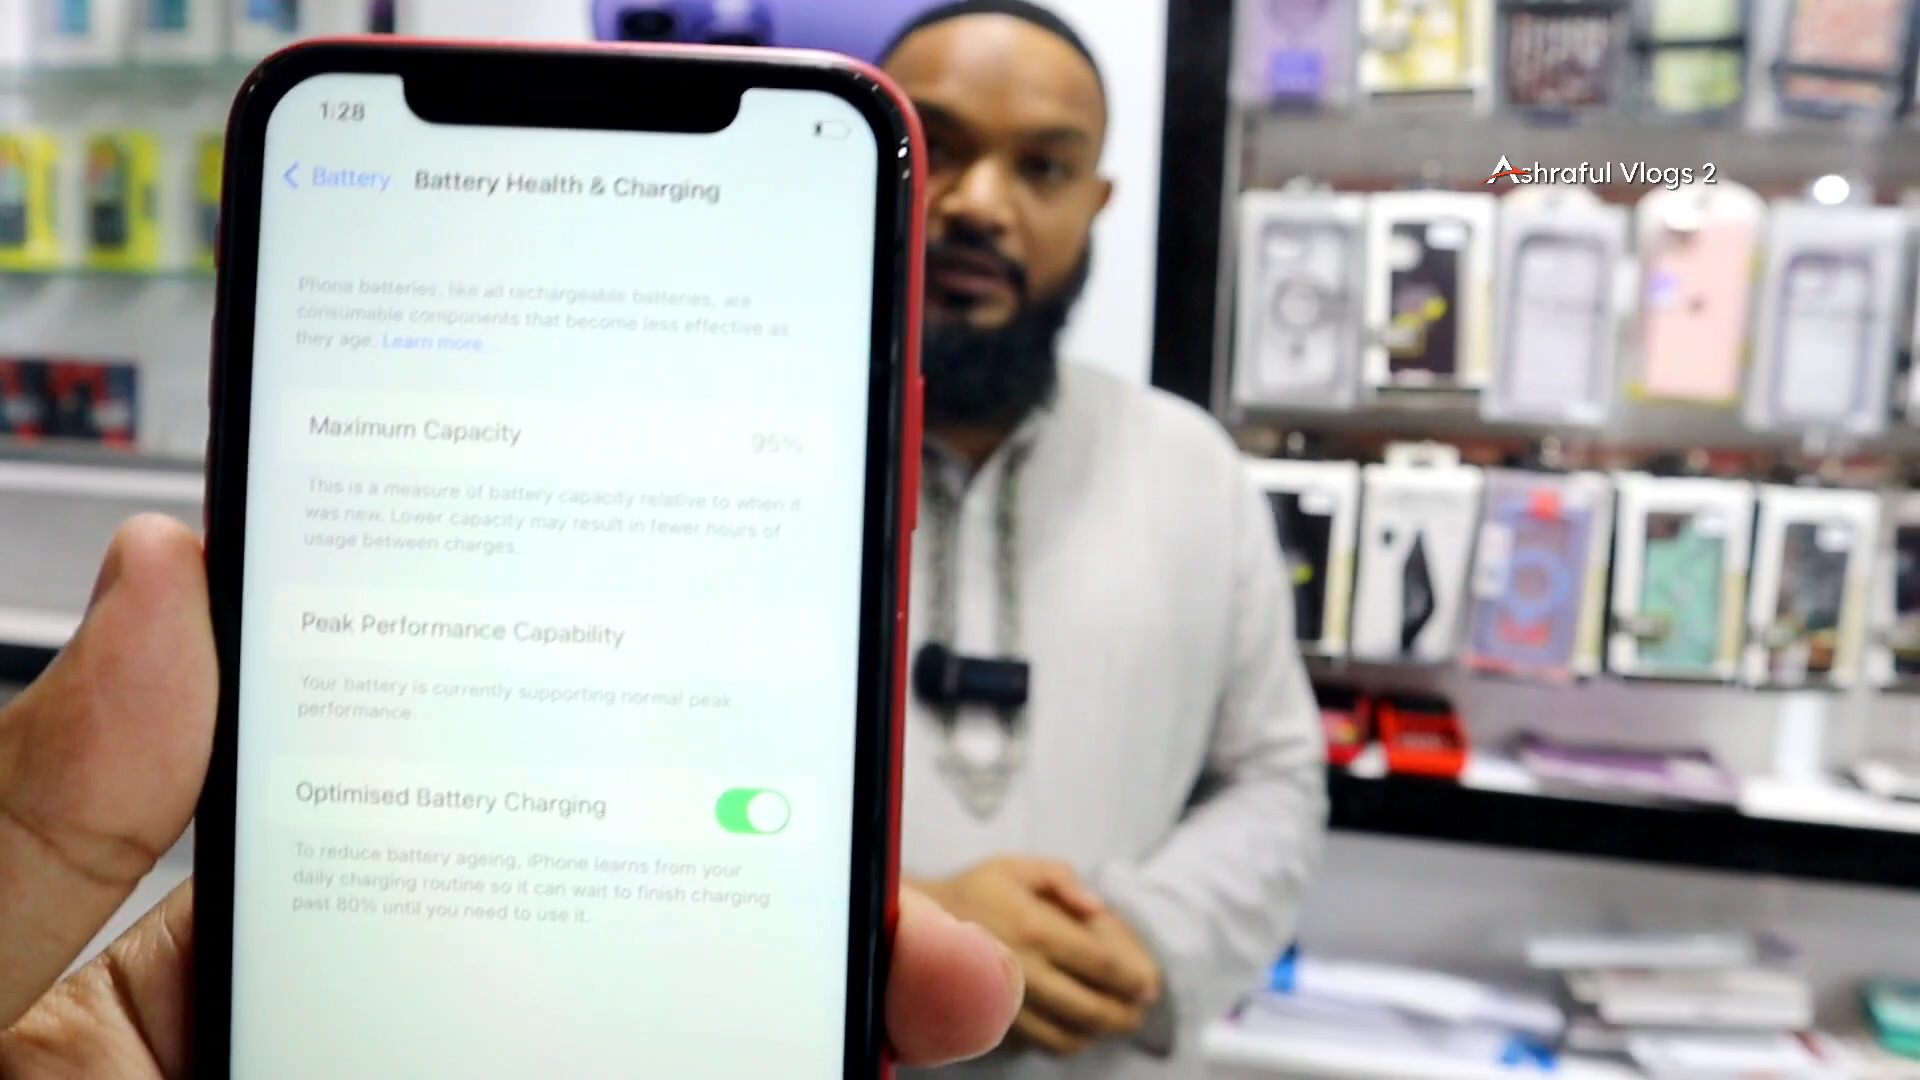 1:28
Battery
Battery Health & Charging
Ashraful Vlogs 2
Phone batteries, like all rechargeable batteries, are
consumable components that become less effective as
they age. Learn more...
Maximum Capacity
95%
This is a measure of battery capacity relative to when it
was new. Lower capacity may result in fewer hours of
usage between charges.
Peak Performance Capability
Your battery is currently supporting normal peak
performance.
Optimised Battery Charging
To reduce battery ageing, iPhone learns from your
daily charging routine so it can wait to finish charging
past 80% until you need to use it.